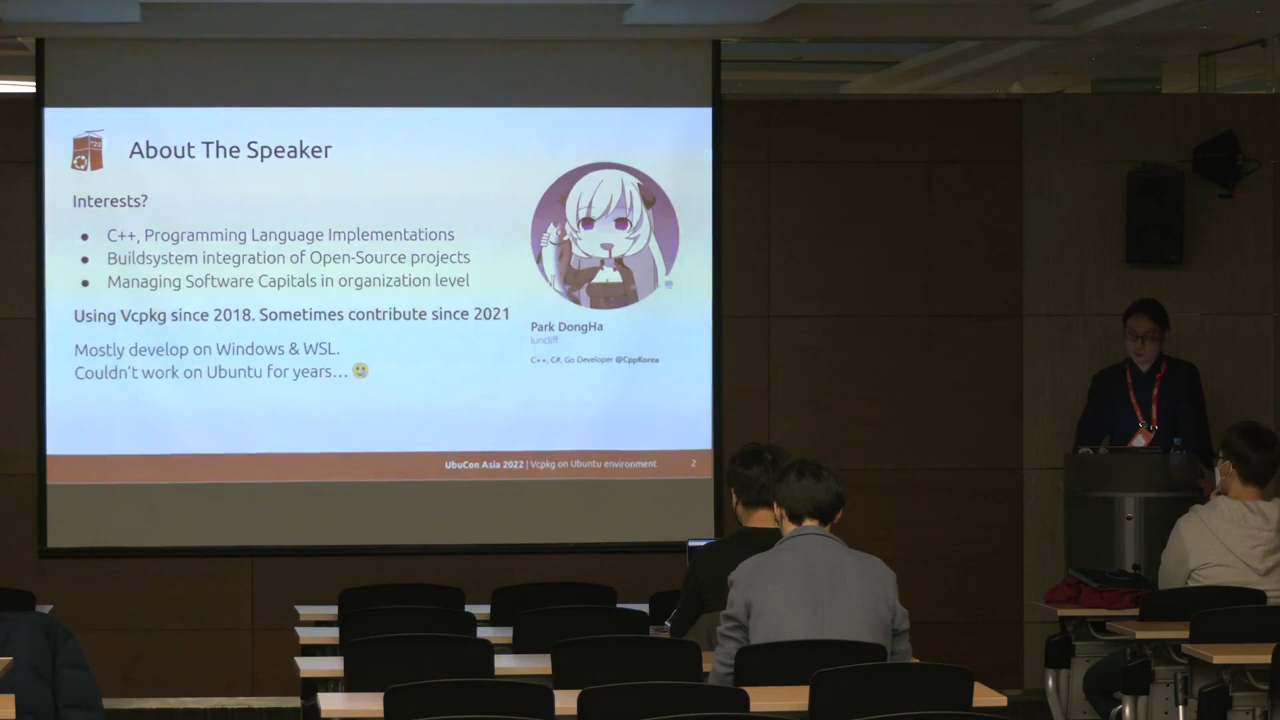 About The Speaker
Interests?
C++, Programming Language Implementations
Buildsystem integration of Open-Source projects
Managing Software Capitals in organization level
Using Vcpkg since 2018. Sometimes contribute since 2021
Mostly develop on Windows & WSL.
Couldn't work on Ubuntu for years...
Park DongHa
luncliff
C++, C#, Go Developer @CppKorea
UbuCon Asia 2022 | Vcpkg on Ubuntu environment 2